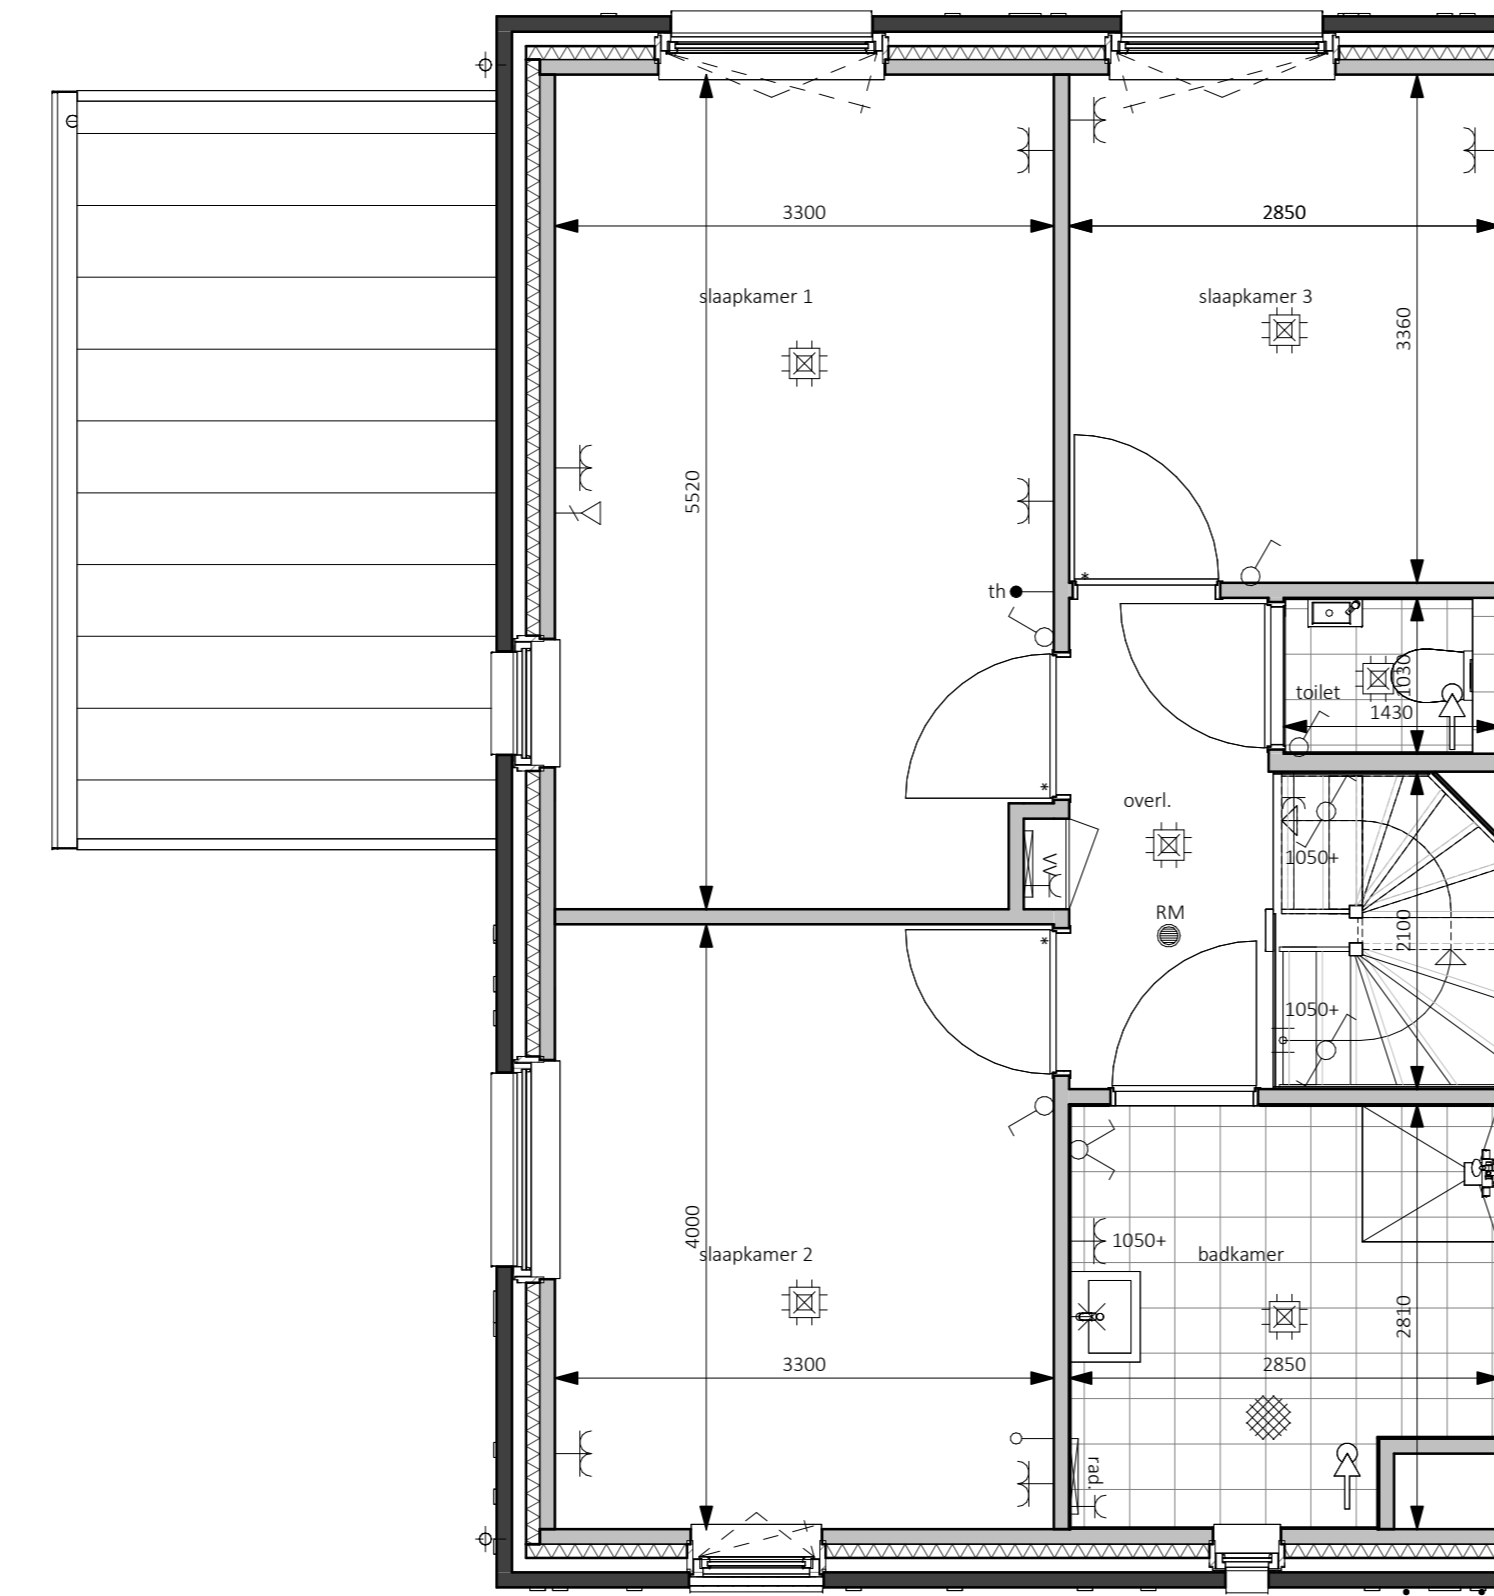 3300
2850
slaapkamer 1
slaapkamer 3
3360
5520
th
*
1030
toilet
1430
*
overl.
1050+
W
RM
2100
*
1050+
4000
1050+
slaapkamer 2
badkamer
2810
3300
2850
rad.